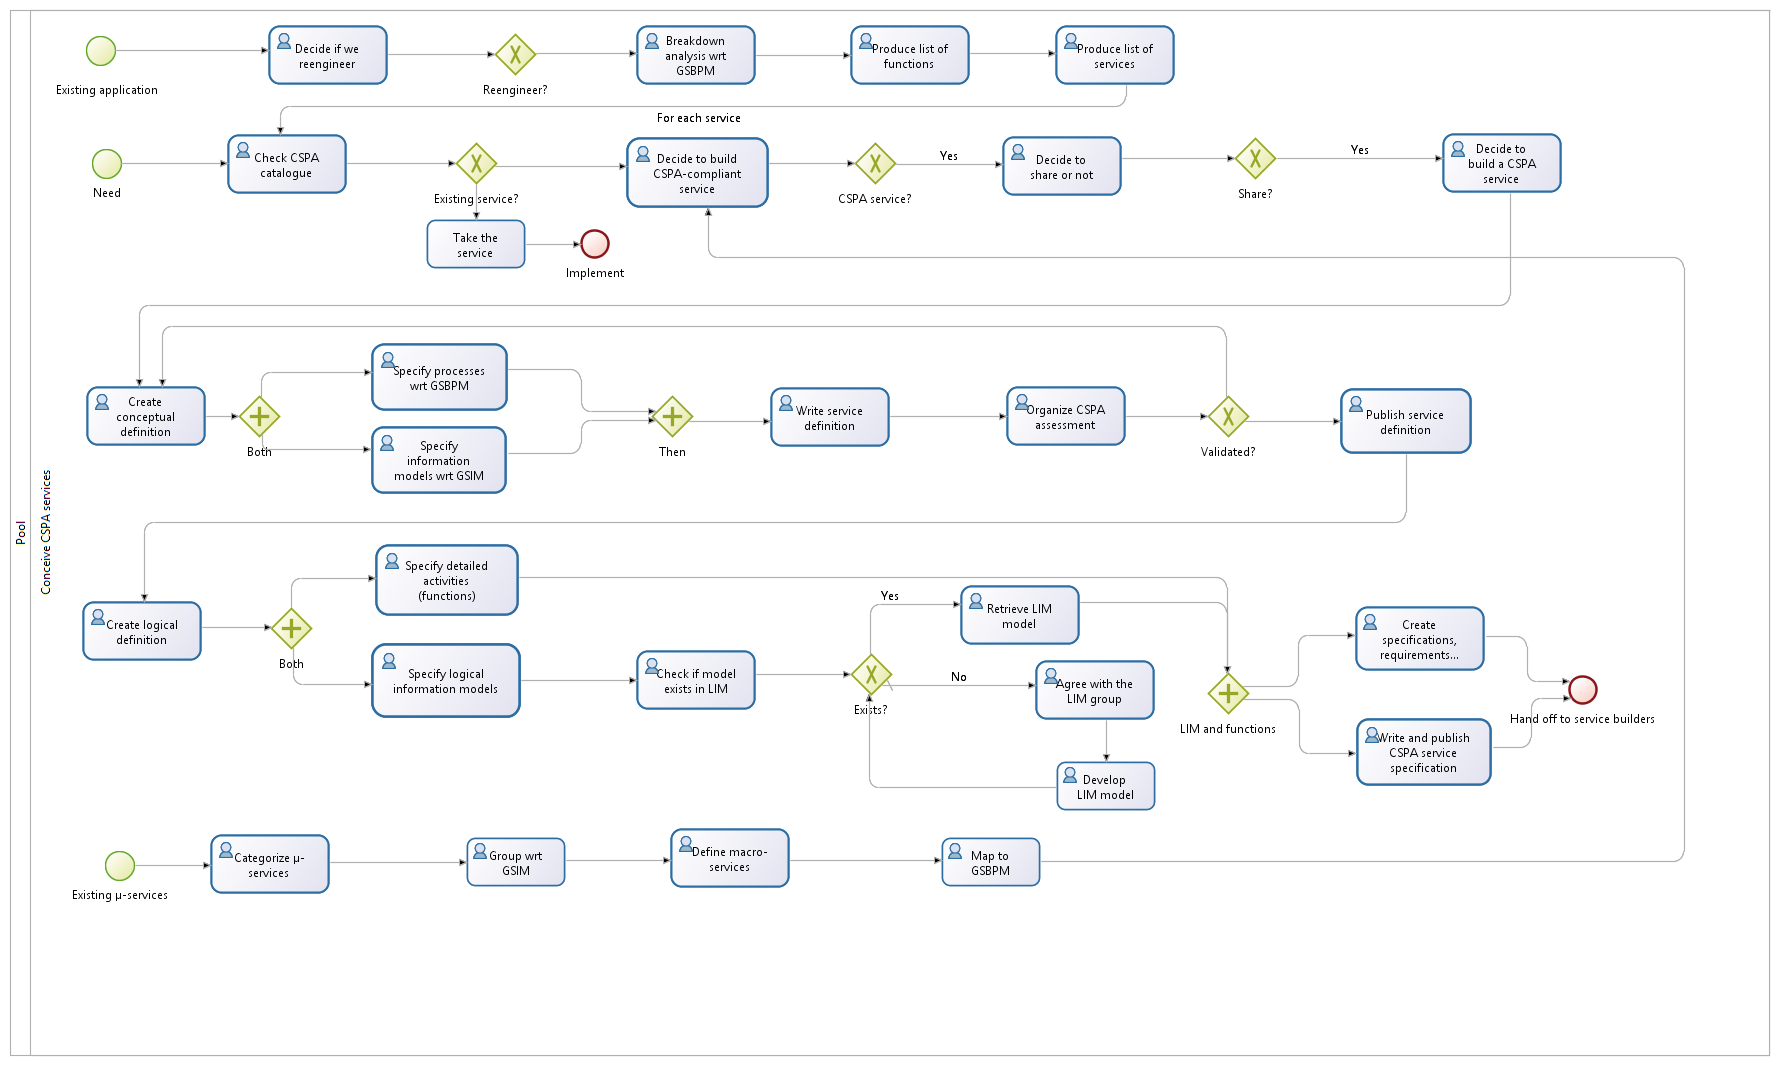 Pool
Conceive CSPA services
Existing application
Decide if we
reengineer
Reengineer?
Breakdown
analysis wrt
GSBPM
Produce list of
functions
Produce list of
services
For each service
Need
Check CSPA
catalogue
Existing service?
Decide to build
CSPA-compliant
service
CSPA service?
Yes
Decide to
share or not
Share?
Yes
Decide to
build a CSPA
service
Take the
service
Implement
Create
conceptual
definition
Both
Specify processes
wrt GSBPM
Specify
information
models wrt GSIM
Then
Write service
definition
Organize CSPA
assessment
Validated?
Publish service
definition
Create logical
definition
Both
Specify detailed
activities
(functions)
Specify logical
information models
Check if model
exists in LIM
Exists?
Yes
Retrieve LIM
model
No
Agree with the
LIM group
Develop
LIM model
LIM and functions
Create
specifications,
requirements...
Write and publish
CSPA service
specification
Hand off to service builders
Existing µ-services
Categorize µ-
services
Group wrt
GSIM
Define macro-
services
Map to
GSBPM